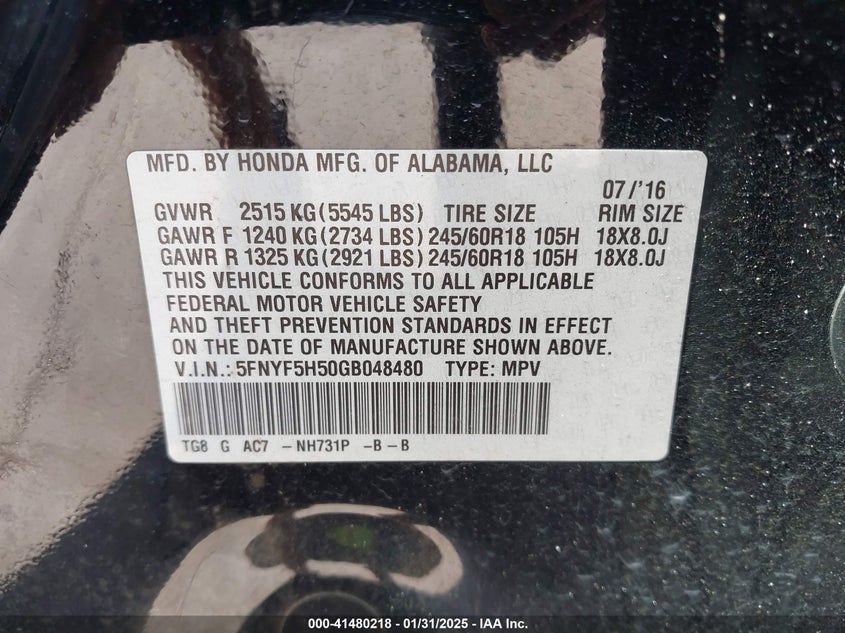 MFD. BY HONDA MFG. OF ALABAMA, LLC
07/'16
GVWR 2515 KG(5545 LBS) TIRE SIZE RIM SIZE
GAWR F 1240 KG(2734 LBS) 245/60R18 105H 18X8.0J
GAWR R 1325 KG(2921 LBS) 245/60R18 105H 18X8.0J
THIS VEHICLE CONFORMS TO ALL APPLICABLE
FEDERAL MOTOR VEHICLE SAFETY
AND THEFT PREVENTION STANDARDS IN EFFECT
ON THE DATE OF MANUFACTURE SHOWN ABOVE.
V.I.N.: 5FNYF5H50GB048480 TYPE: MPV
TG8 G AC7 -NH731P -B-B
000-41480218 - 01/31/2025 - IAA Inc.